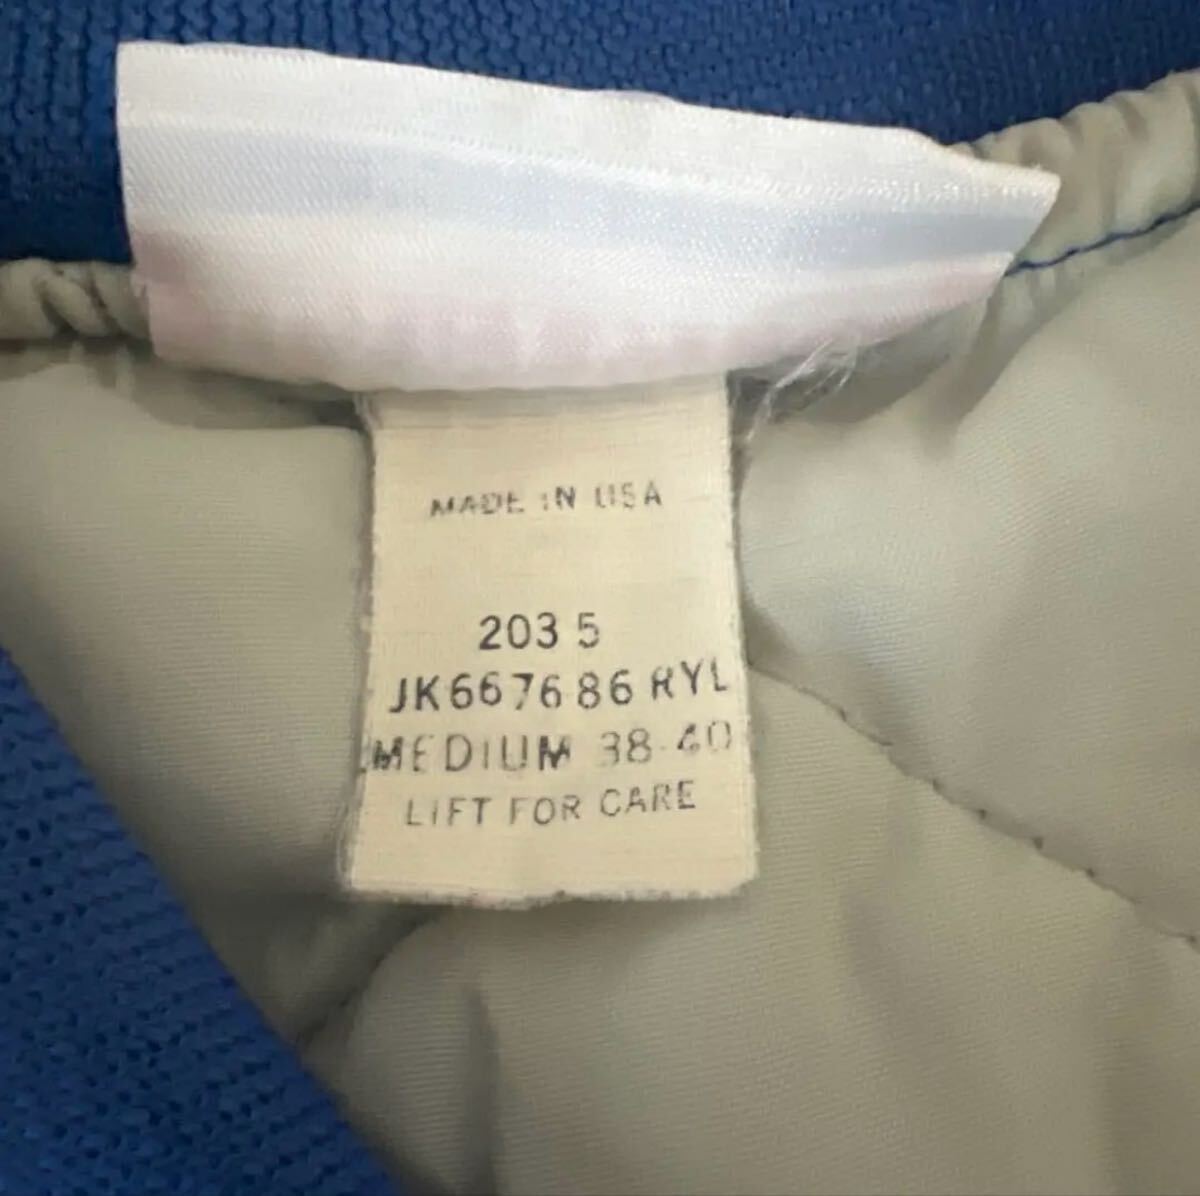 MADE IN USA
203 5
JK667686 RYL
MEDIUM 38-40
LIFT FOR CARE